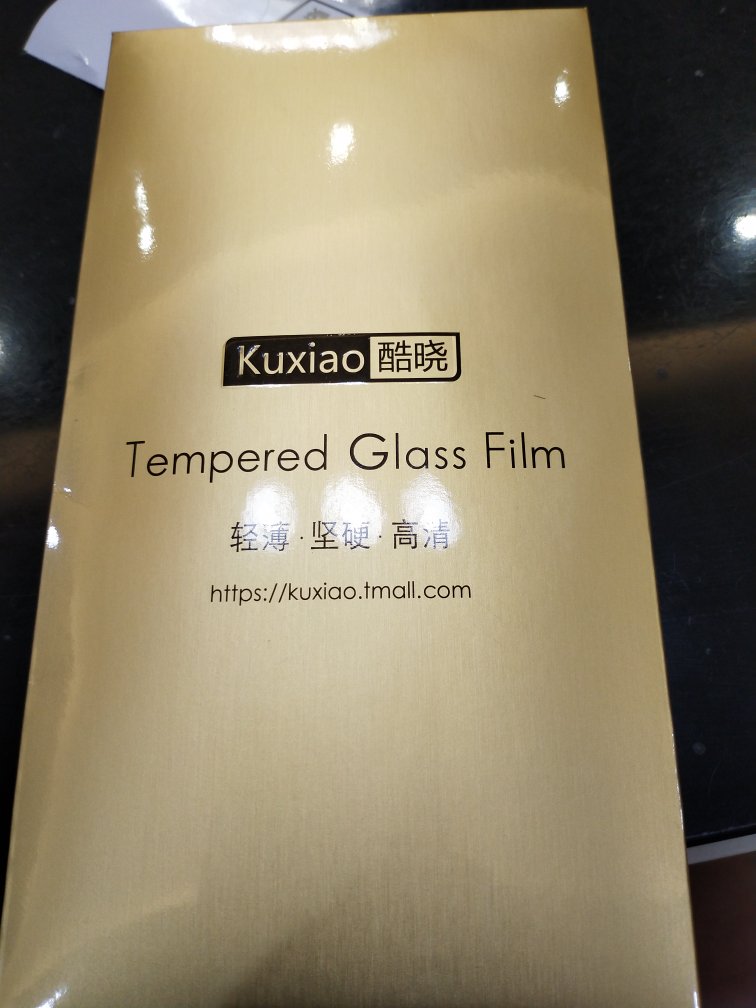 Kuxiao酷晓
Tempered Glass Film
轻薄·坚硬·高清
https://kuxiao.tmall.com